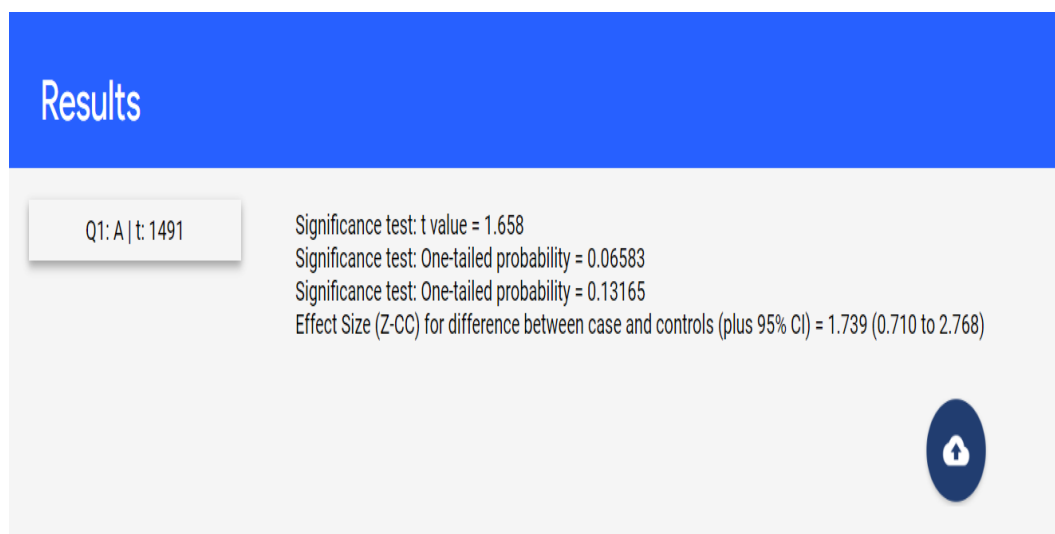 Results
Q1: A | t: 1491
Significance test: t value = 1.658
Significance test: One-tailed probability = 0.06583
Significance test: One-tailed probability = 0.13165
Effect Size (Z-CC) for difference between case and controls (plus 95% CI) = 1.739 (0.710 to 2.768)